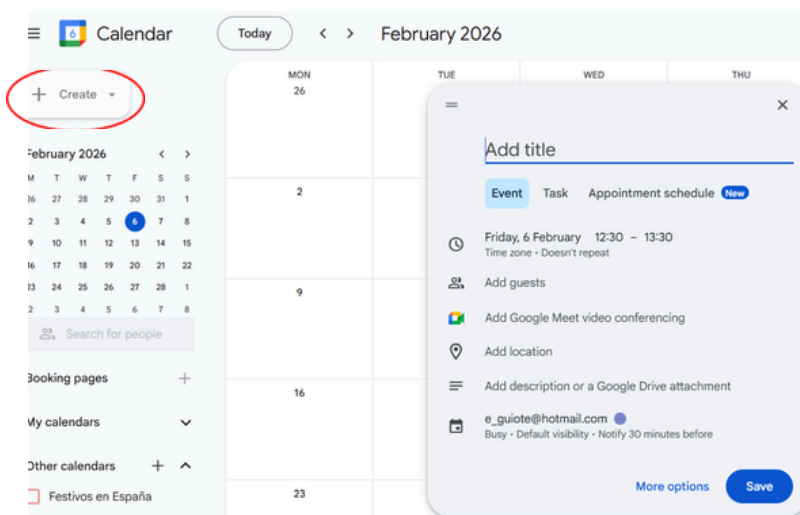 6 Calendar Today February 2026
Create
February 2026
M T W T F S S
26 27 28 29 30 31 1
2 3 4 5 6 7 8
9 10 11 12 13 14 15
16 17 18 19 20 21 22
23 24 25 26 27 28 1
2 3 4 5 6 7 8
Search for people
Booking pages
My calendars
Other calendars
Festivos en España
MON TUE WED THU
26
2
9
16
23
Add title
Event Task Appointment schedule New
Friday, 6 February 12:30 – 13:30
Time zone • Doesn't repeat
Add guests
Add Google Meet video conferencing
Add location
Add description or a Google Drive attachment
e_guiote@hotmail.com
Busy • Default visibility • Notify 30 minutes before
More options Save